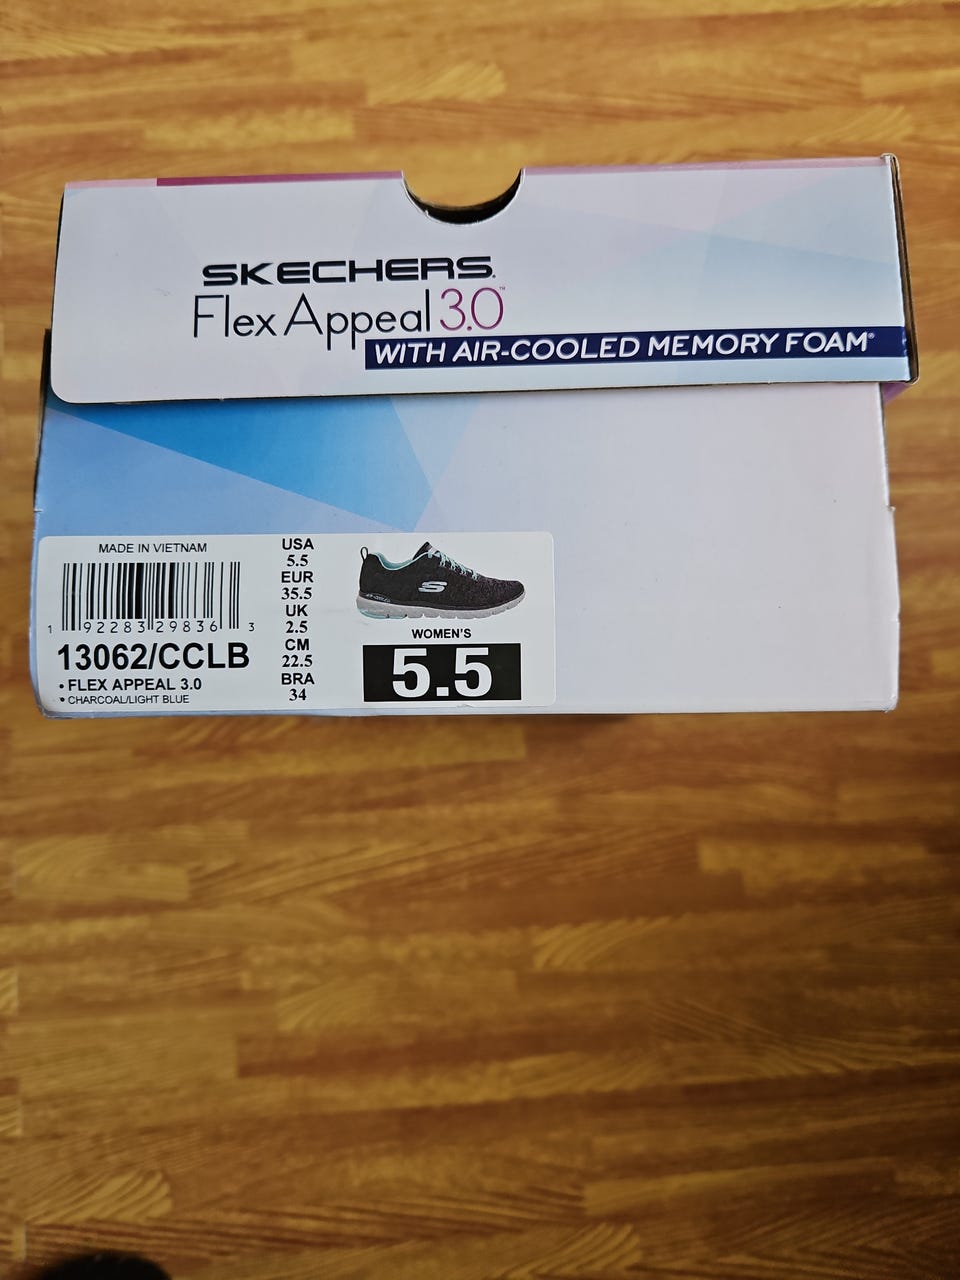 SKECHERS
Flex Appeal 3.0™
WITH AIR-COOLED MEMORY FOAM®
MADE IN VIETNAM
1 92283 29836 3
13062/CCLB
• FLEX APPEAL 3.0
• CHARCOAL/LIGHT BLUE
USA
5.5
EUR
35.5
UK
2.5
CM
22.5
BRA
34
S
WOMEN'S
5.5